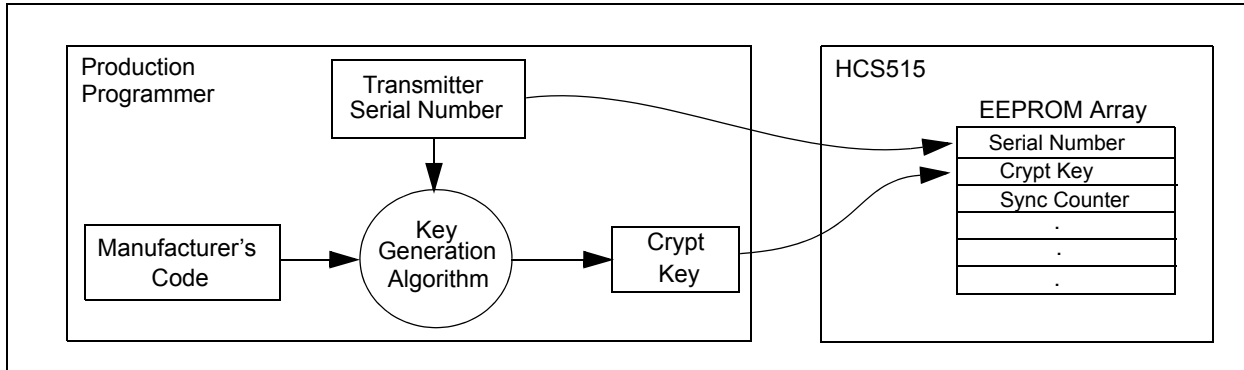 Production
Programmer
Transmitter
Serial Number
Manufacturer's
Code
Key
Generation
Algorithm
Crypt
Key
HCS515
EEPROM Array
Serial Number
Crypt Key
Sync Counter
.
.
.